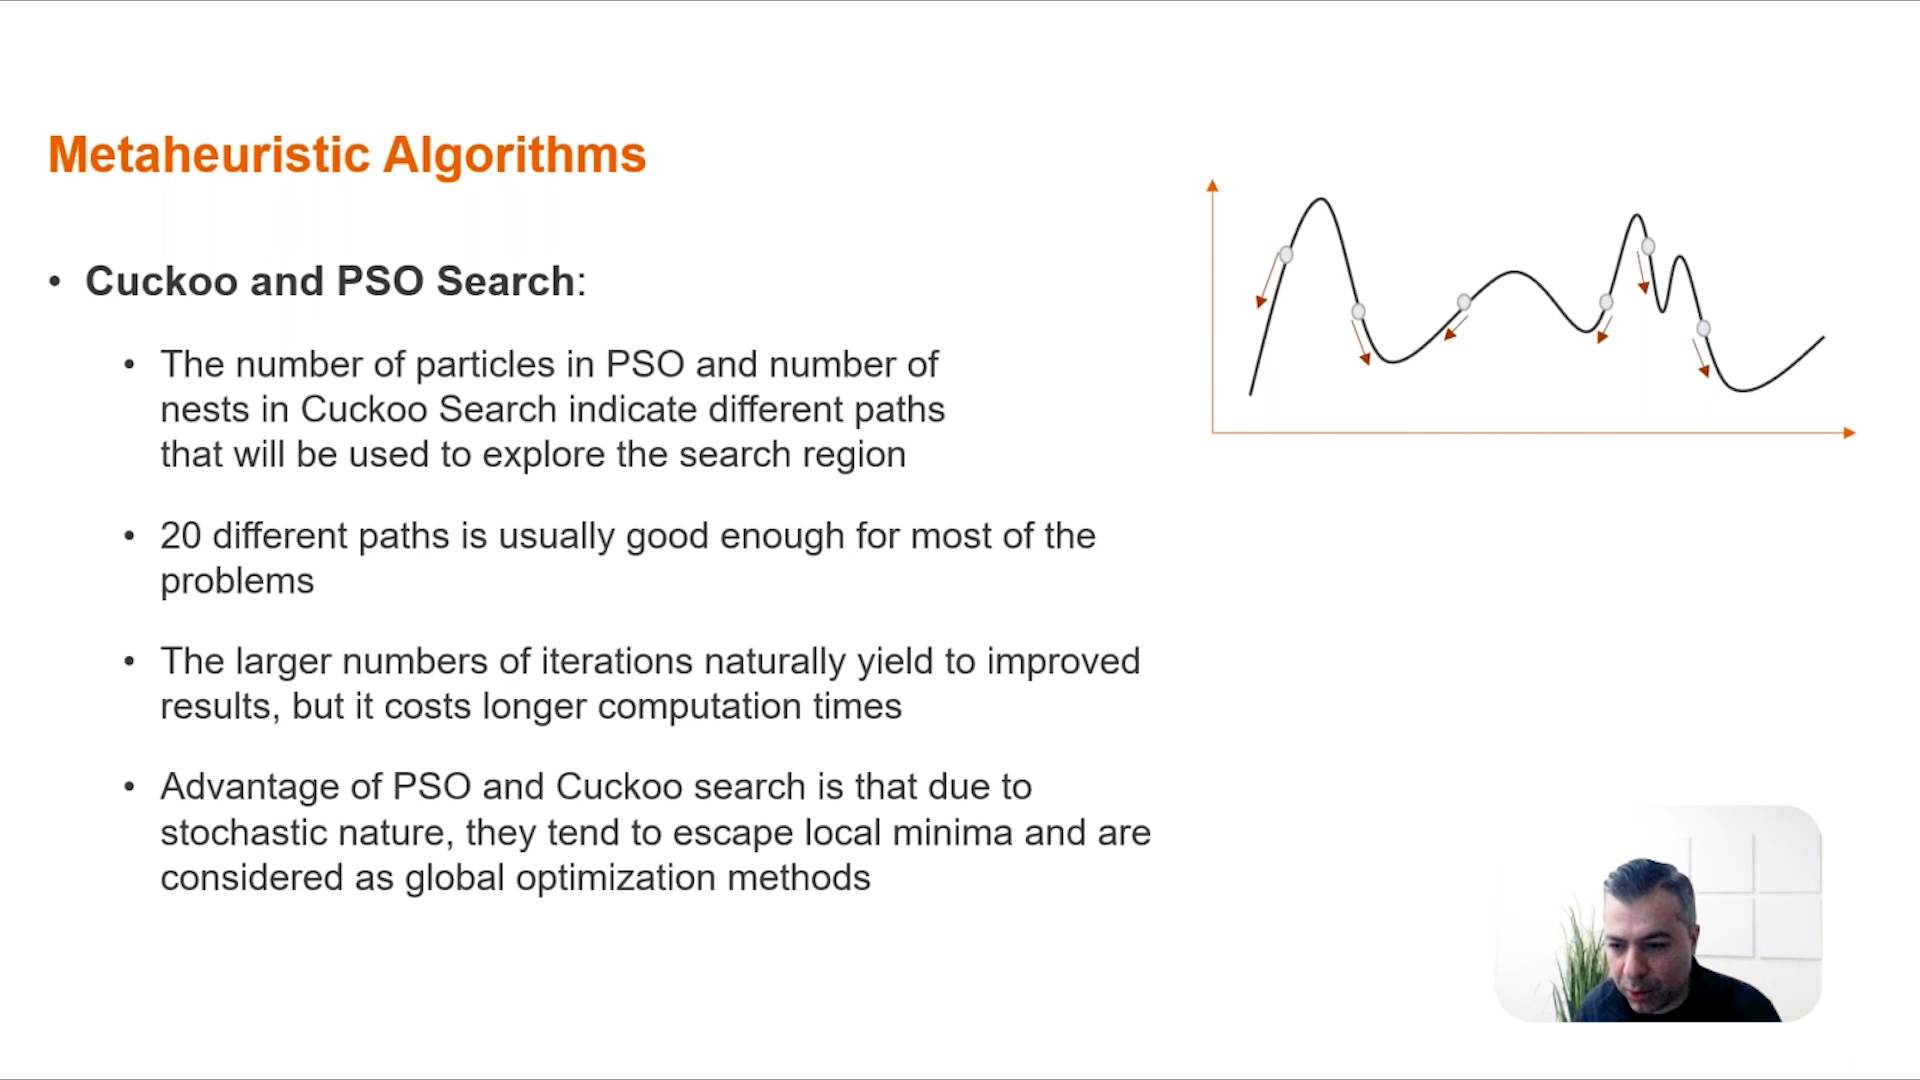 Metaheuristic Algorithms
• Cuckoo and PSO Search:
• The number of particles in PSO and number of
nests in Cuckoo Search indicate different paths
that will be used to explore the search region
• 20 different paths is usually good enough for most of the
problems
• The larger numbers of iterations naturally yield to improved
results, but it costs longer computation times
• Advantage of PSO and Cuckoo search is that due to
stochastic nature, they tend to escape local minima and are
considered as global optimization methods